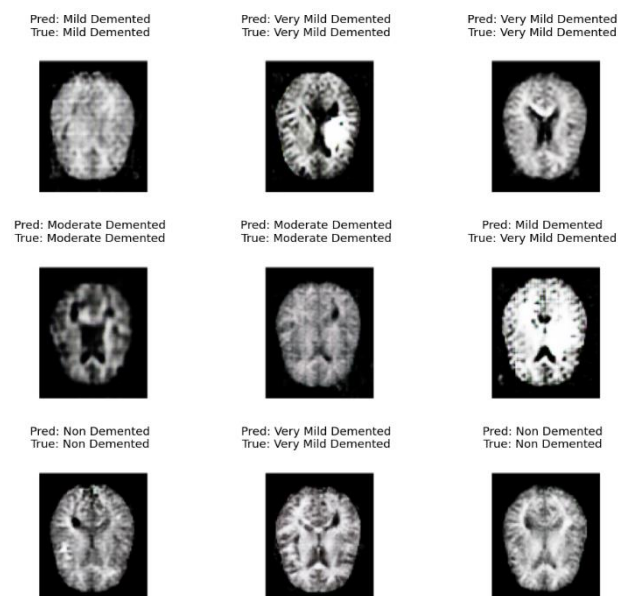 Pred: Mild Demented
True: Mild Demented
Pred: Very Mild Demented
True: Very Mild Demented
Pred: Very Mild Demented
True: Very Mild Demented
Pred: Moderate Demented
True: Moderate Demented
Pred: Moderate Demented
True: Moderate Demented
Pred: Mild Demented
True: Very Mild Demented
Pred: Non Demented
True: Non Demented
Pred: Very Mild Demented
True: Very Mild Demented
Pred: Non Demented
True: Non Demented